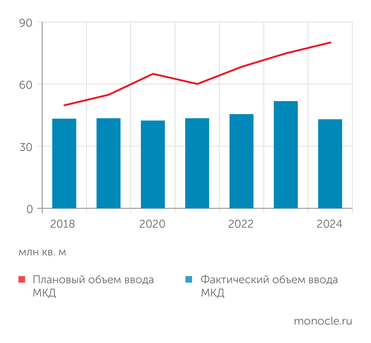 90
60
30
0
2018
2020
2022
2024
млн кв. м
Плановый объем ввода
МКД
Фактический объем ввода
МКД
monocle.ru